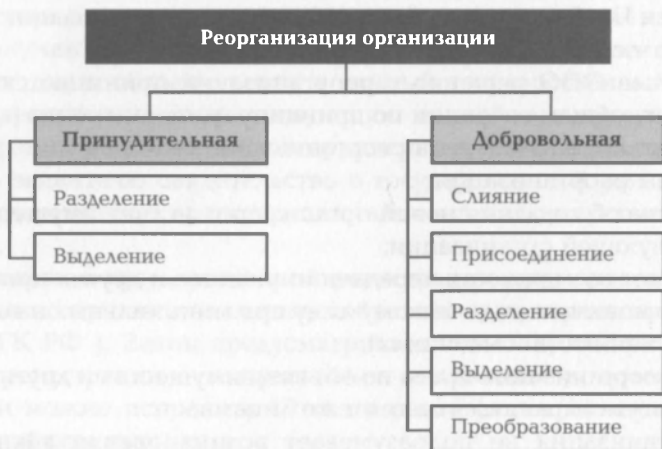 Реорганизация организации
Принудительная
Разделение
Выделение
Добровольная
Слияние
Присоединение
Разделение
Выделение
Преобразование